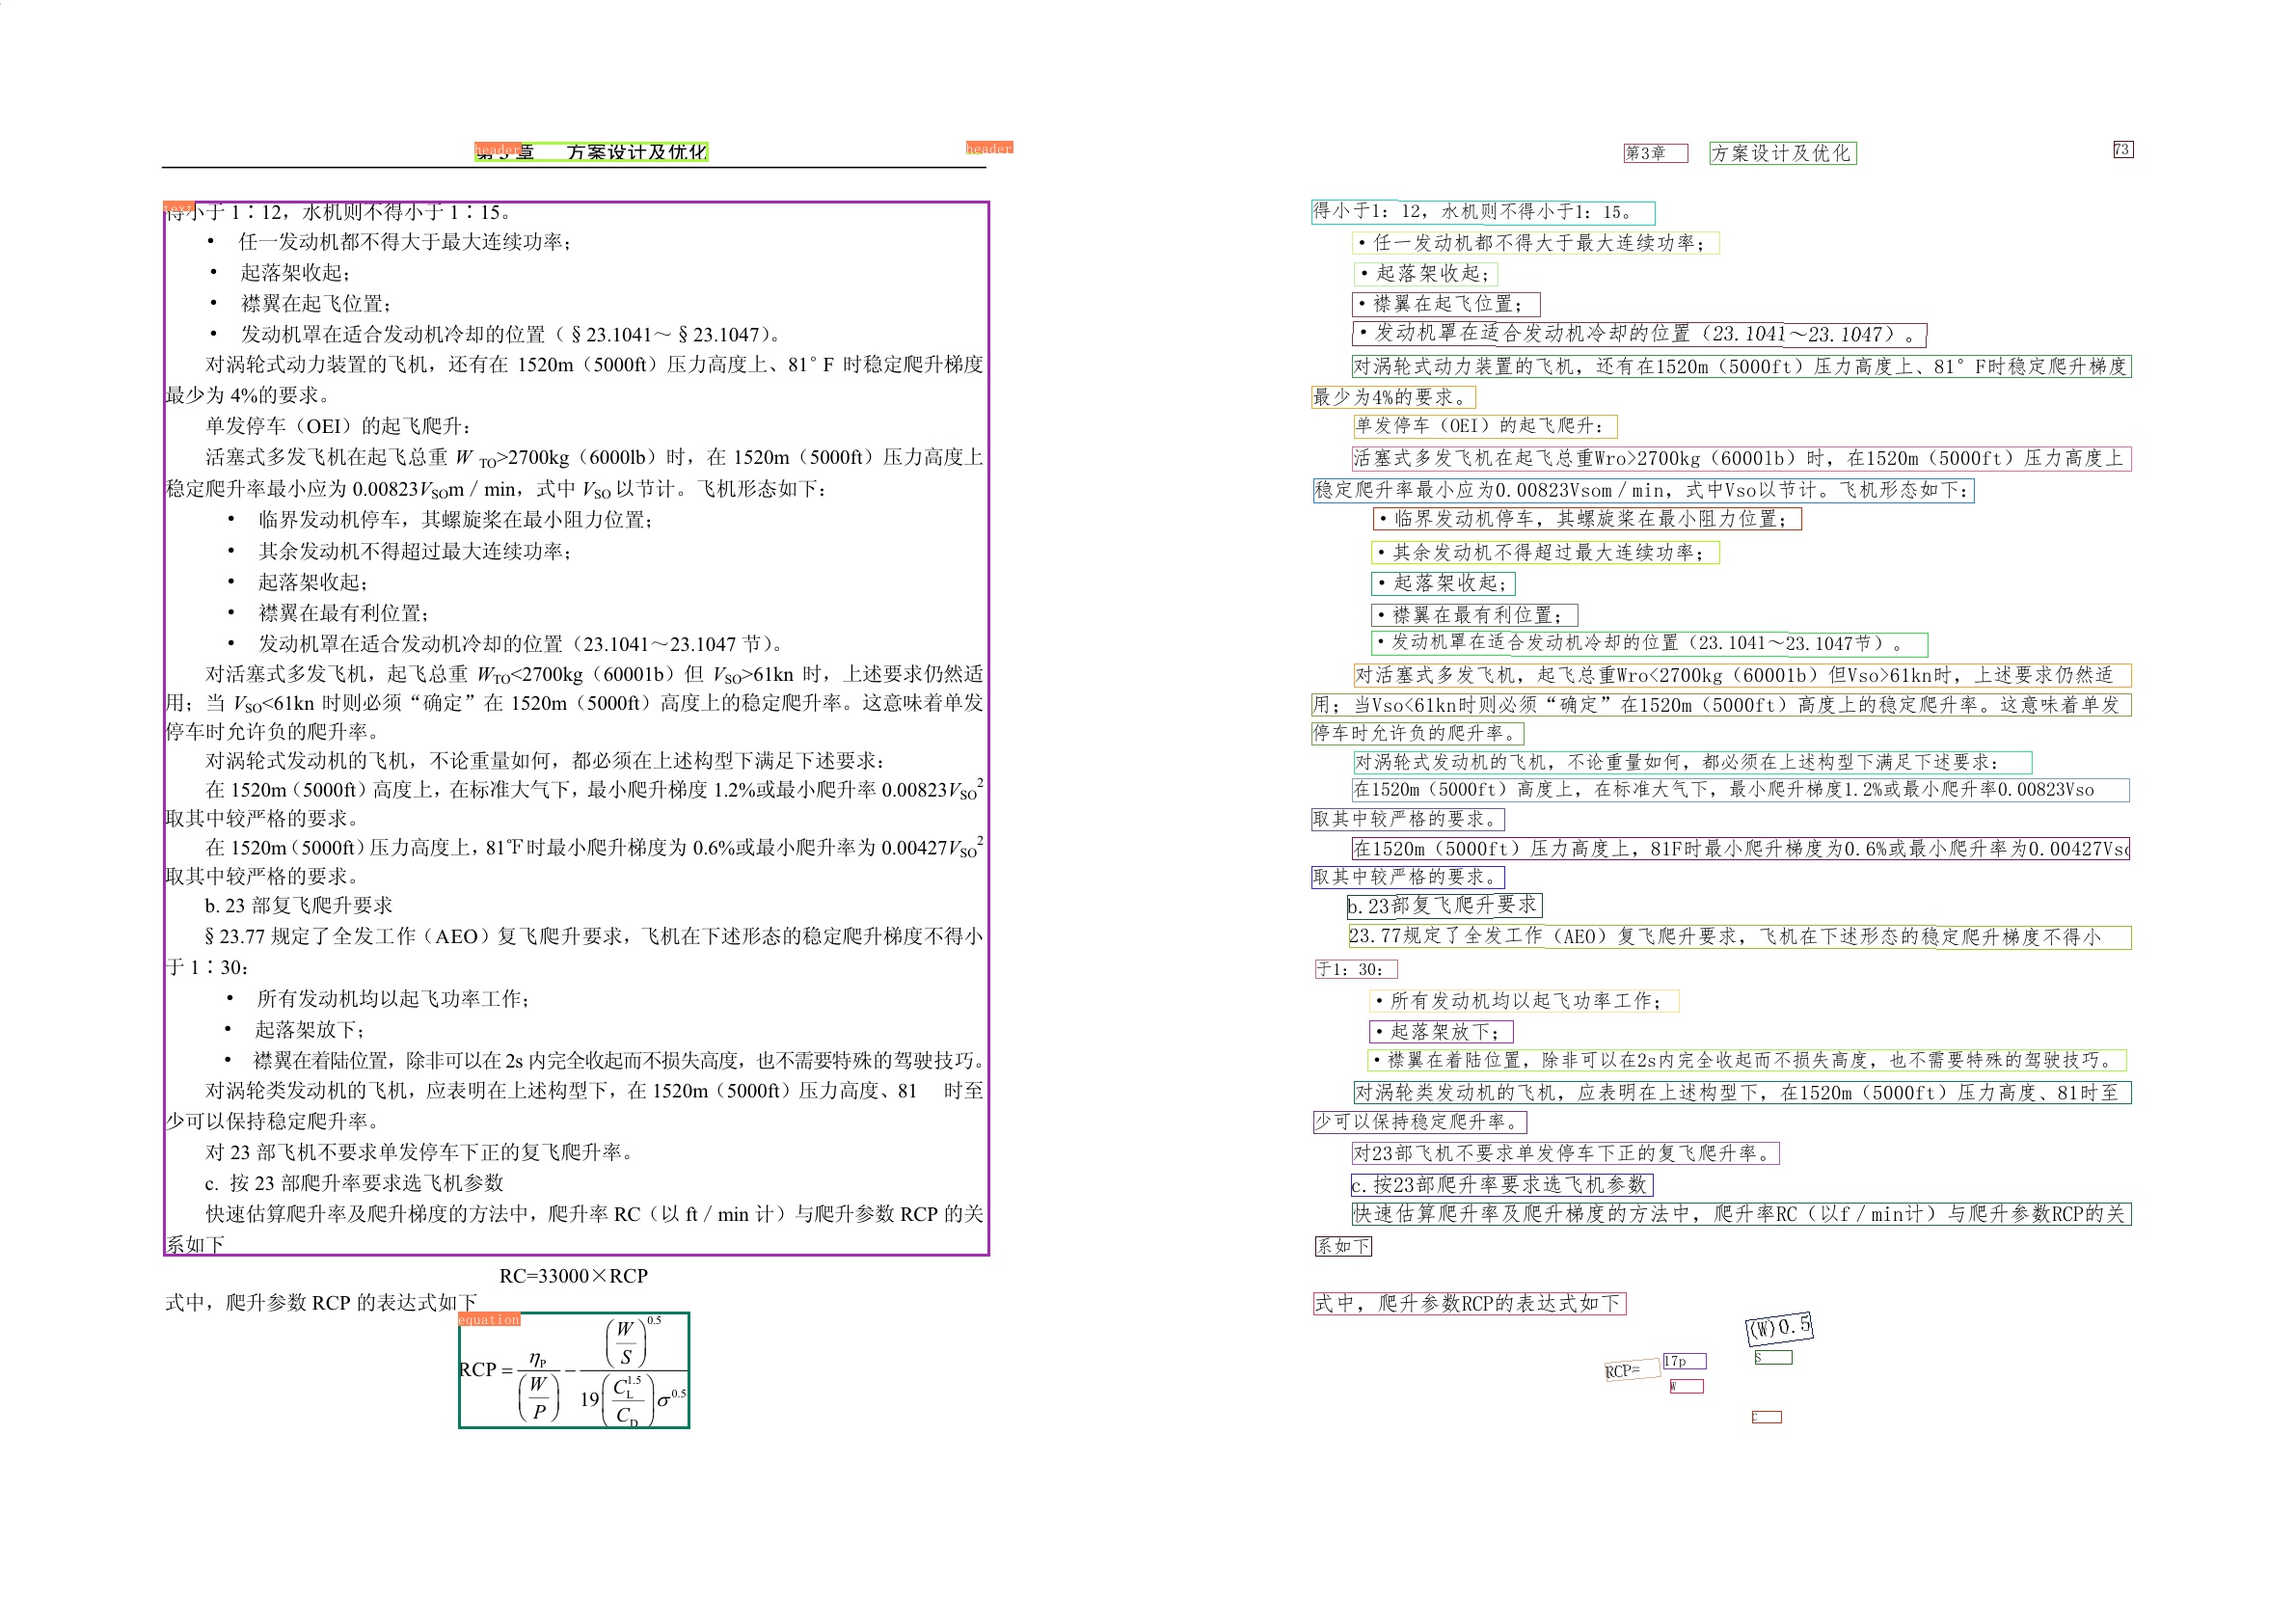 header 章 方案设计及优化 header
text
得小于 1∶12，水机则不得小于 1∶15。
• 任一发动机都不得大于最大连续功率；
• 起落架收起；
• 襟翼在起飞位置；
• 发动机罩在适合发动机冷却的位置（§23.1041～§23.1047）。
对涡轮式动力装置的飞机，还有在 1520m（5000ft）压力高度上、81°F 时稳定爬升梯度
最少为 4%的要求。
单发停车（OEI）的起飞爬升：
活塞式多发飞机在起飞总重 W TO>2700kg（6000lb）时，在 1520m（5000ft）压力高度上
稳定爬升率最小应为 0.00823VSOm / min，式中 VSO 以节计。飞机形态如下：
• 临界发动机停车，其螺旋桨在最小阻力位置；
• 其余发动机不得超过最大连续功率；
• 起落架收起；
• 襟翼在最有利位置；
• 发动机罩在适合发动机冷却的位置（23.1041～23.1047 节）。
对活塞式多发飞机，起飞总重 WTO<2700kg（60001b）但 VSO>61kn 时，上述要求仍然适
用；当 VSO<61kn 时则必须“确定”在 1520m（5000ft）高度上的稳定爬升率。这意味着单发
停车时允许负的爬升率。
对涡轮式发动机的飞机，不论重量如何，都必须在上述构型下满足下述要求：
在 1520m（5000ft）高度上，在标准大气下，最小爬升梯度 1.2%或最小爬升率 0.00823VSO²
取其中较严格的要求。
在 1520m（5000ft）压力高度上，81℉时最小爬升梯度为 0.6%或最小爬升率为 0.00427VSO²
取其中较严格的要求。
b. 23 部复飞爬升要求
§23.77 规定了全发工作（AEO）复飞爬升要求，飞机在下述形态的稳定爬升梯度不得小
于 1∶30：
• 所有发动机均以起飞功率工作；
• 起落架放下；
• 襟翼在着陆位置，除非可以在 2s 内完全收起而不损失高度，也不需要特殊的驾驶技巧。
对涡轮类发动机的飞机，应表明在上述构型下，在 1520m（5000ft）压力高度、81 时至
少可以保持稳定爬升率。
对 23 部飞机不要求单发停车下正的复飞爬升率。
c. 按 23 部爬升率要求选飞机参数
快速估算爬升率及爬升梯度的方法中，爬升率 RC（以 ft / min 计）与爬升参数 RCP 的关
系如下
RC=33000×RCP
式中，爬升参数 RCP 的表达式如下
equation
RCP = ηP / (W/P) − (W/S)^0.5 / 19(CL^1.5/CD)σ^0.5
第3章 方案设计及优化 73
得小于1：12，水机则不得小于1：15。
•任一发动机都不得大于最大连续功率；
•起落架收起；
•襟翼在起飞位置；
•发动机罩在适合发动机冷却的位置（23.1041～23.1047）。
对涡轮式动力装置的飞机，还有在1520m（5000ft）压力高度上、81°F时稳定爬升梯度
最少为4%的要求。
单发停车（OEI）的起飞爬升：
活塞式多发飞机在起飞总重Wro>2700kg（60001b）时，在1520m（5000ft）压力高度上
稳定爬升率最小应为0.00823Vsom／min，式中Vso以节计。飞机形态如下：
•临界发动机停车，其螺旋桨在最小阻力位置；
•其余发动机不得超过最大连续功率；
•起落架收起；
•襟翼在最有利位置；
•发动机罩在适合发动机冷却的位置（23.1041～23.1047节）。
对活塞式多发飞机，起飞总重Wro<2700kg（60001b）但Vso>61kn时，上述要求仍然适
用；当Vso<61kn时则必须“确定”在1520m（5000ft）高度上的稳定爬升率。这意味着单发
停车时允许负的爬升率。
对涡轮式发动机的飞机，不论重量如何，都必须在上述构型下满足下述要求：
在1520m（5000ft）高度上，在标准大气下，最小爬升梯度1.2%或最小爬升率0.00823Vso
取其中较严格的要求。
在1520m（5000ft）压力高度上，81F时最小爬升梯度为0.6%或最小爬升率为0.00427Vso
取其中较严格的要求。
b.23部复飞爬升要求
23.77规定了全发工作（AEO）复飞爬升要求，飞机在下述形态的稳定爬升梯度不得小
于1：30：
•所有发动机均以起飞功率工作；
•起落架放下；
•襟翼在着陆位置，除非可以在2s内完全收起而不损失高度，也不需要特殊的驾驶技巧。
对涡轮类发动机的飞机，应表明在上述构型下，在1520m（5000ft）压力高度、81时至
少可以保持稳定爬升率。
对23部飞机不要求单发停车下正的复飞爬升率。
c.按23部爬升率要求选飞机参数
快速估算爬升率及爬升梯度的方法中，爬升率RC（以f／min计）与爬升参数RCP的关
系如下
式中，爬升参数RCP的表达式如下
(W)0.5
RCP= 17p S
W
C